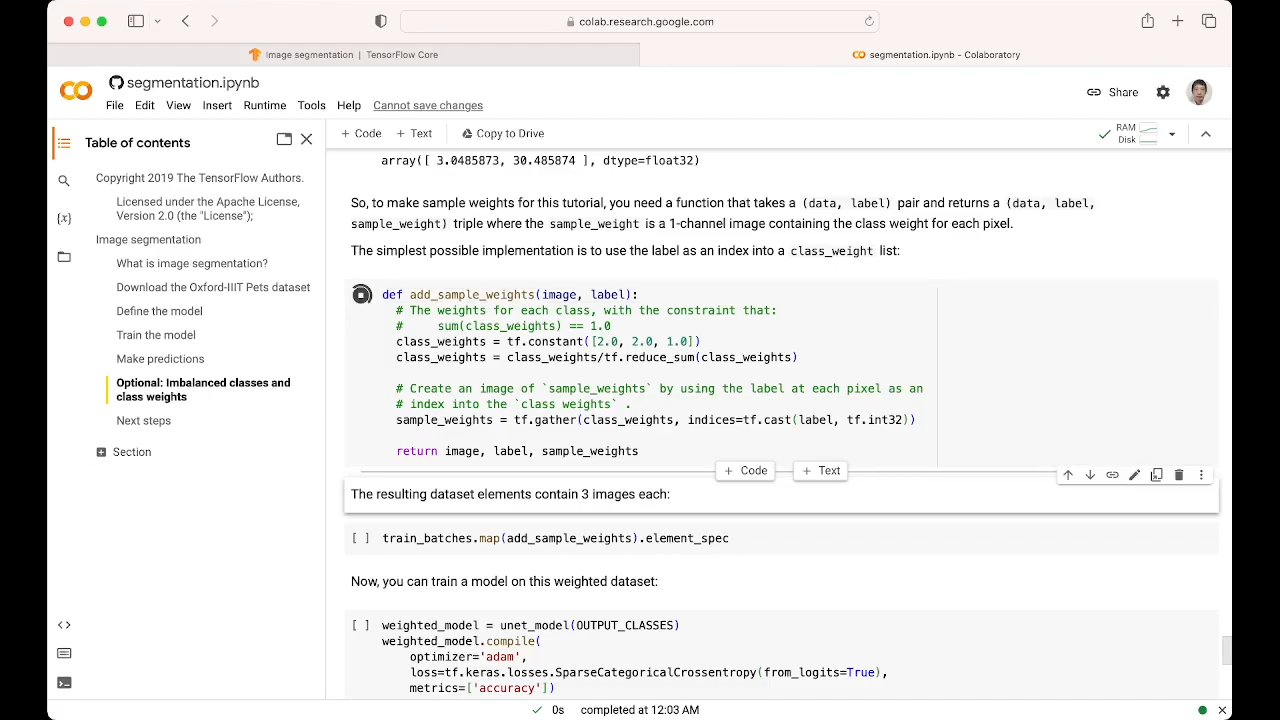 colab.research.google.com
Image segmentation | TensorFlow Core
segmentation.ipynb - Colaboratory
segmentation.ipynb
File Edit View Insert Runtime Tools Help Cannot save changes
Share
Table of contents
+ Code + Text Copy to Drive
RAM
Disk
Copyright 2019 The TensorFlow Authors.
Licensed under the Apache License,
Version 2.0 (the "License");
Image segmentation
What is image segmentation?
Download the Oxford-IIIT Pets dataset
Define the model
Train the model
Make predictions
Optional: Imbalanced classes and
class weights
Next steps
Section
{x}
array([ 3.0485873, 30.485874 ], dtype=float32)
So, to make sample weights for this tutorial, you need a function that takes a (data, label) pair and returns a (data, label,
sample_weight) triple where the sample_weight is a 1-channel image containing the class weight for each pixel.
The simplest possible implementation is to use the label as an index into a class_weight list:
def add_sample_weights(image, label):
# The weights for each class, with the constraint that:
#     sum(class_weights) == 1.0
class_weights = tf.constant([2.0, 2.0, 1.0])
class_weights = class_weights/tf.reduce_sum(class_weights)
# Create an image of `sample_weights` by using the label at each pixel as an
# index into the `class weights` .
sample_weights = tf.gather(class_weights, indices=tf.cast(label, tf.int32))
return image, label, sample_weights
+ Code + Text
The resulting dataset elements contain 3 images each:
[ ] train_batches.map(add_sample_weights).element_spec
Now, you can train a model on this weighted dataset:
[ ] weighted_model = unet_model(OUTPUT_CLASSES)
weighted_model.compile(
optimizer='adam',
loss=tf.keras.losses.SparseCategoricalCrossentropy(from_logits=True),
metrics=['accuracy'])
0s completed at 12:03 AM